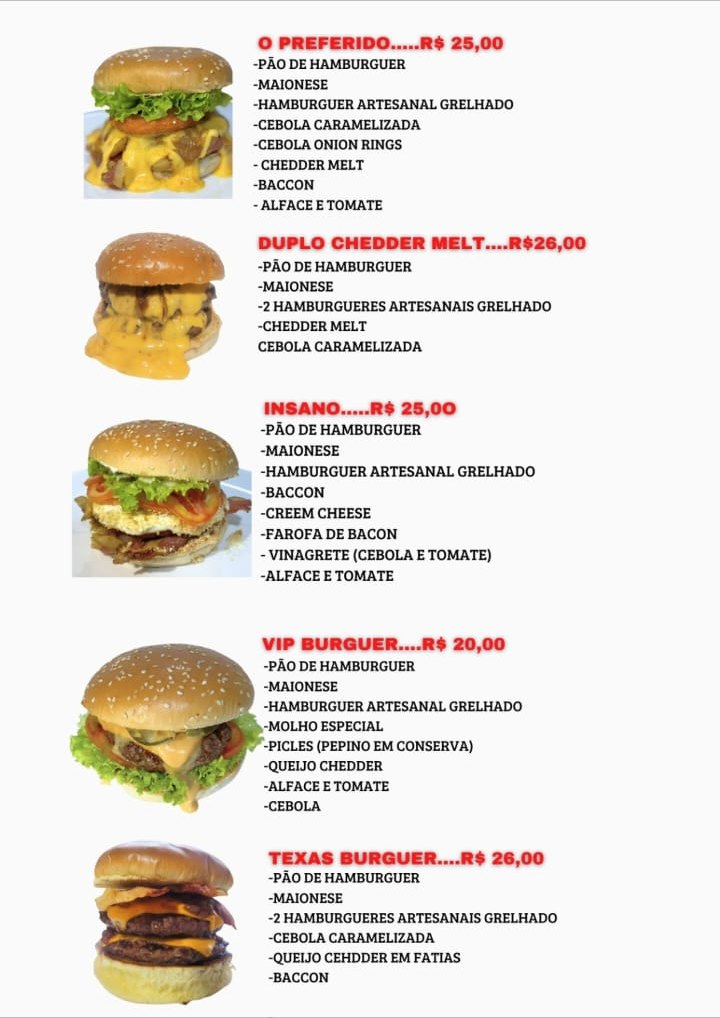 O PREFERIDO.....R$ 25,00
-PÃO DE HAMBURGUER
-MAIONESE
-HAMBURGUER ARTESANAL GRELHADO
-CEBOLA CARAMELIZADA
-CEBOLA ONION RINGS
- CHEDDER MELT
-BACCON
- ALFACE E TOMATE
DUPLO CHEDDER MELT....R$26,00
-PÃO DE HAMBURGUER
-MAIONESE
-2 HAMBURGUERES ARTESANAIS GRELHADO
-CHEDDER MELT
CEBOLA CARAMELIZADA
INSANO.....R$ 25,0O
-PÃO DE HAMBURGUER
-MAIONESE
-HAMBURGUER ARTESANAL GRELHADO
-BACCON
-CREEM CHEESE
-FAROFA DE BACON
- VINAGRETE (CEBOLA E TOMATE)
-ALFACE E TOMATE
VIP BURGUER....R$ 20,00
-PÃO DE HAMBURGUER
-MAIONESE
-HAMBURGUER ARTESANAL GRELHADO
-MOLHO ESPECIAL
-PICLES (PEPINO EM CONSERVA)
-QUEIJO CHEDDER
-ALFACE E TOMATE
-CEBOLA
TEXAS BURGUER....R$ 26,00
-PÃO DE HAMBURGUER
-MAIONESE
-2 HAMBURGUERES ARTESANAIS GRELHADO
-CEBOLA CARAMELIZADA
-QUEIJO CEHDDER EM FATIAS
-BACCON